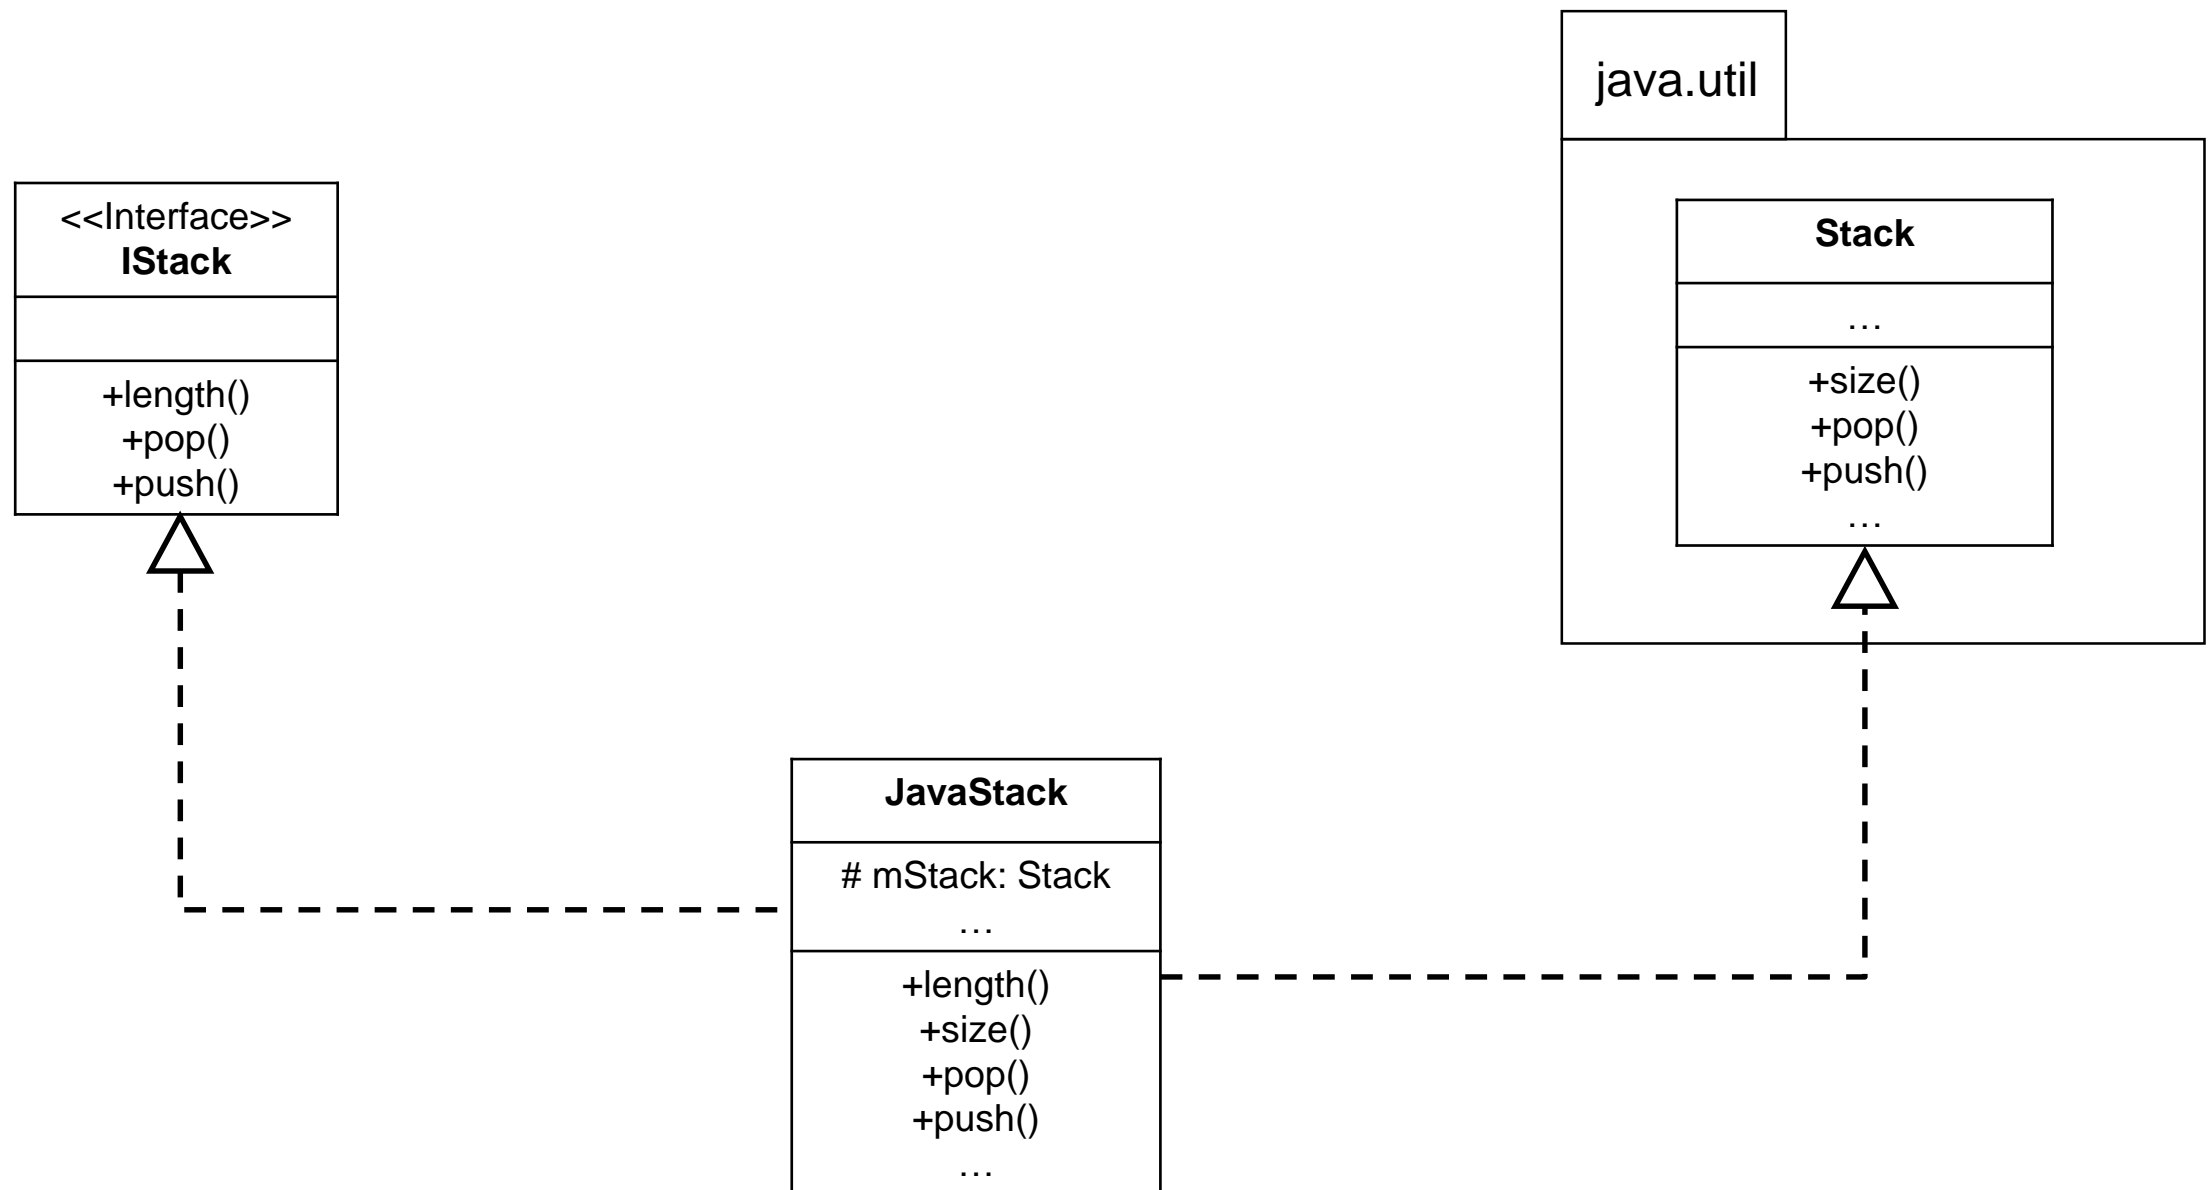 java.util
<<Interface>>
IStack
+length()
+pop()
+push()
Stack
…
+size()
+pop()
+push()
…
JavaStack
# mStack: Stack
…
+length()
+size()
+pop()
+push()
…